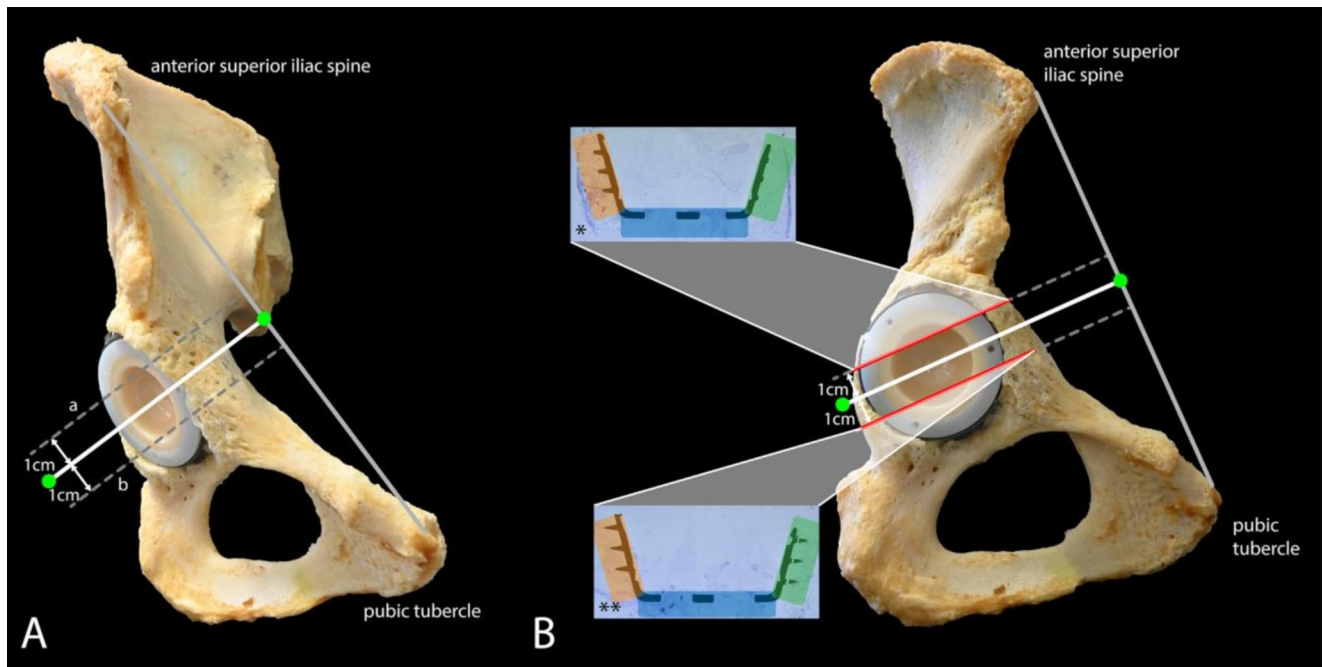 anterior superior iliac spine
a
1cm
1cm
b
pubic tubercle
A
anterior superior
iliac spine
*
1cm
1cm
**
pubic
tubercle
B